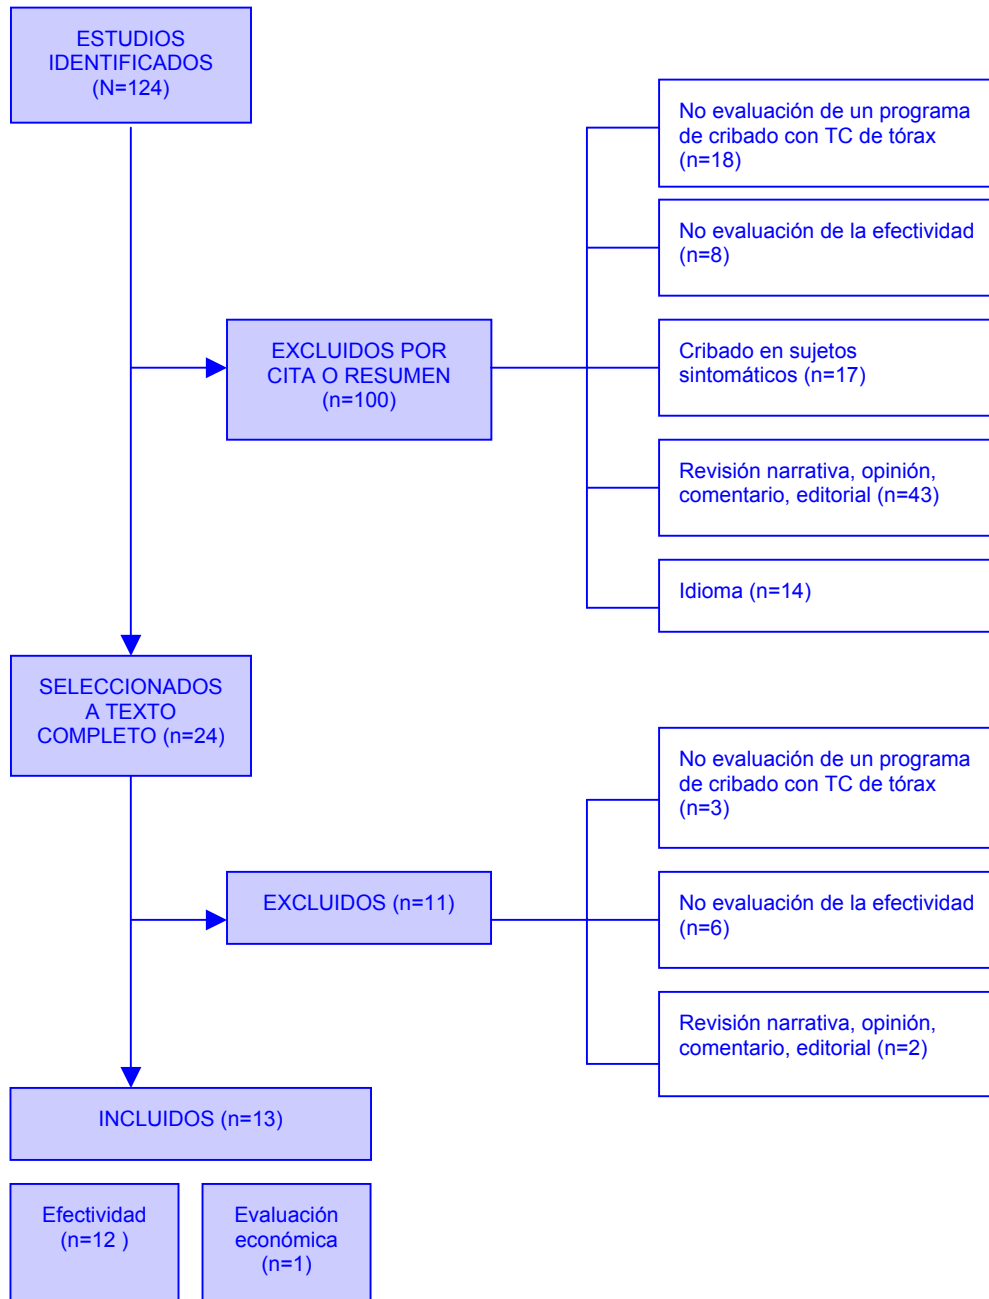 ESTUDIOS
IDENTIFICADOS
(N=124)
No evaluación de un programa
de cribado con TC de tórax
(n=18)
No evaluación de la efectividad
(n=8)
EXCLUIDOS POR
CITA O RESUMEN
(n=100)
Cribado en sujetos
sintomáticos (n=17)
Revisión narrativa, opinión,
comentario, editorial (n=43)
Idioma (n=14)
SELECCIONADOS
A TEXTO
COMPLETO (n=24)
No evaluación de un programa
de cribado con TC de tórax
(n=3)
EXCLUIDOS (n=11)
No evaluación de la efectividad
(n=6)
Revisión narrativa, opinión,
comentario, editorial (n=2)
INCLUIDOS (n=13)
Efectividad
(n=12 )
Evaluación
económica
(n=1)